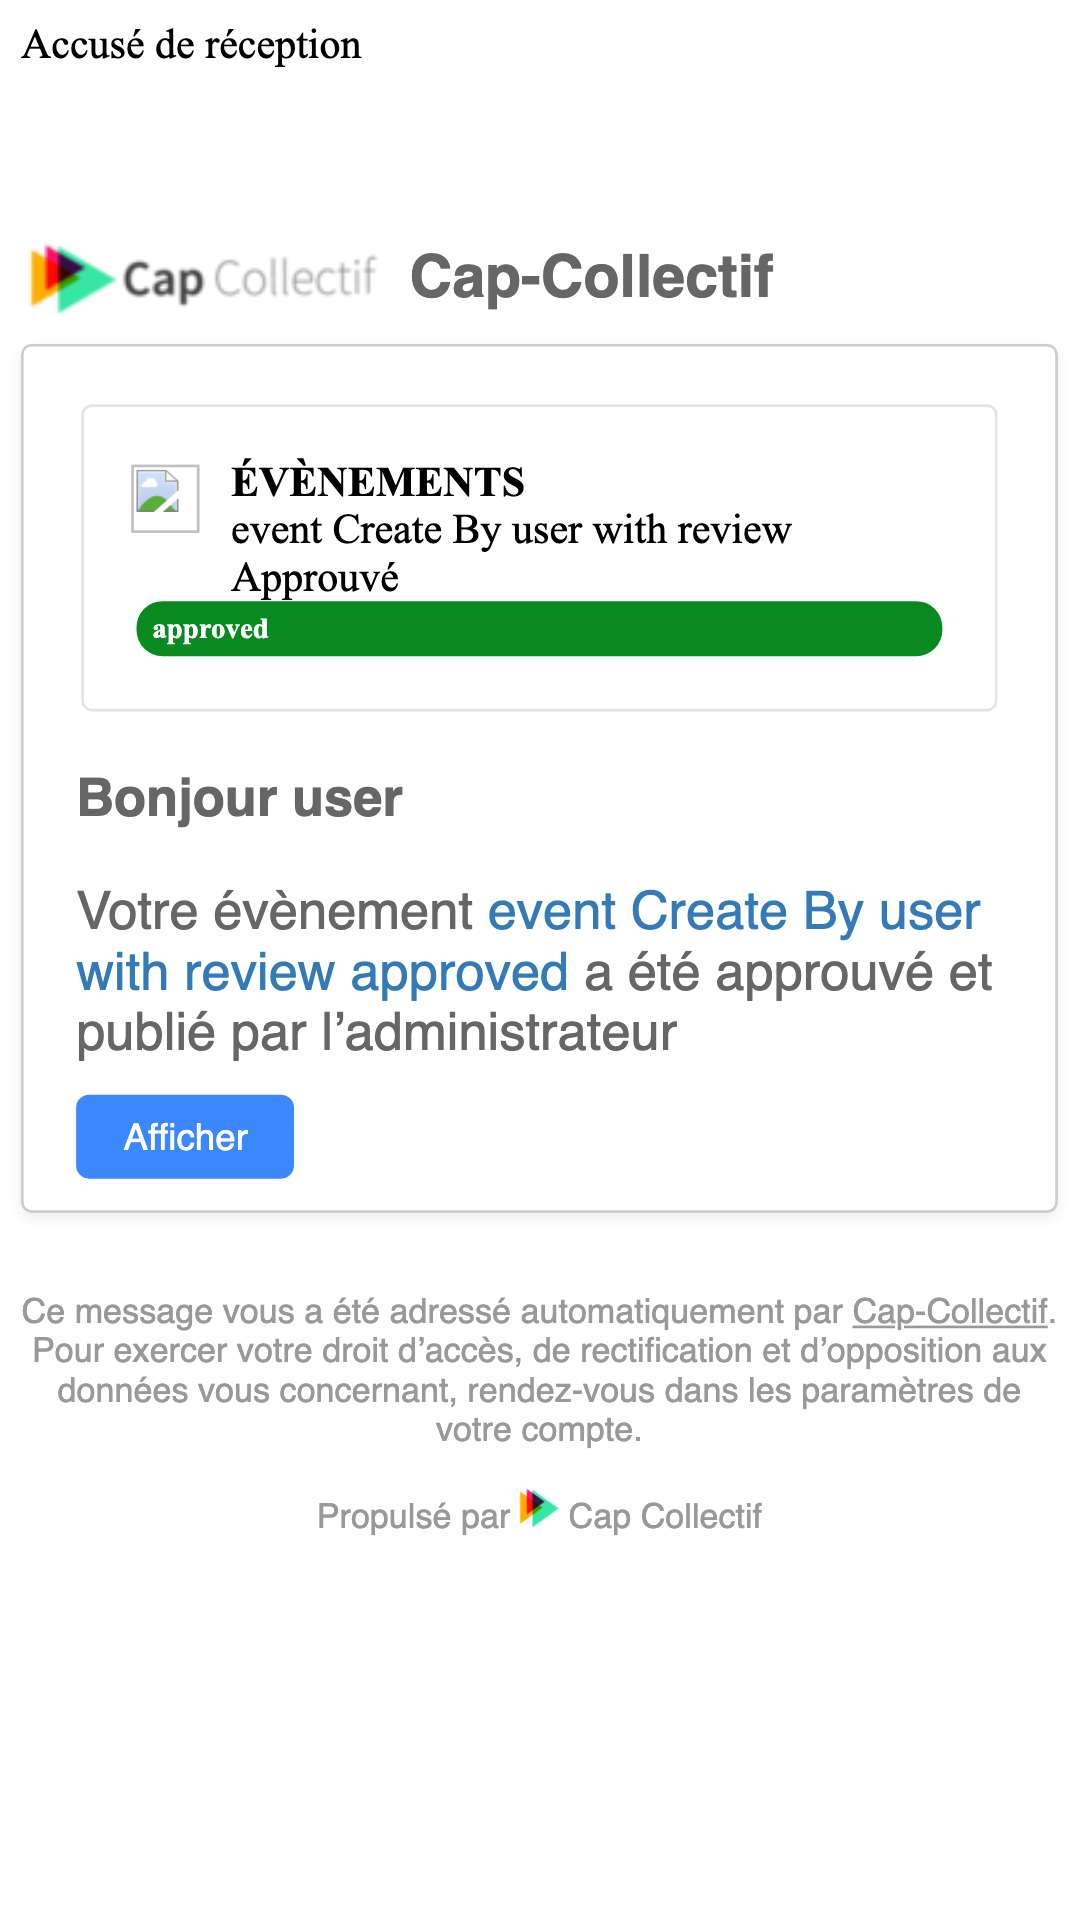 Accusé de réception
Cap Collectif Cap-Collectif
ÉVÈNEMENTS
event Create By user with review
Approuvé
approved
Bonjour user
Votre évènement event Create By user
with review approved a été approuvé et
publié par l’administrateur
Afficher
Ce message vous a été adressé automatiquement par Cap-Collectif.
Pour exercer votre droit d’accès, de rectification et d’opposition aux
données vous concernant, rendez-vous dans les paramètres de
votre compte.
Propulsé par Cap Collectif